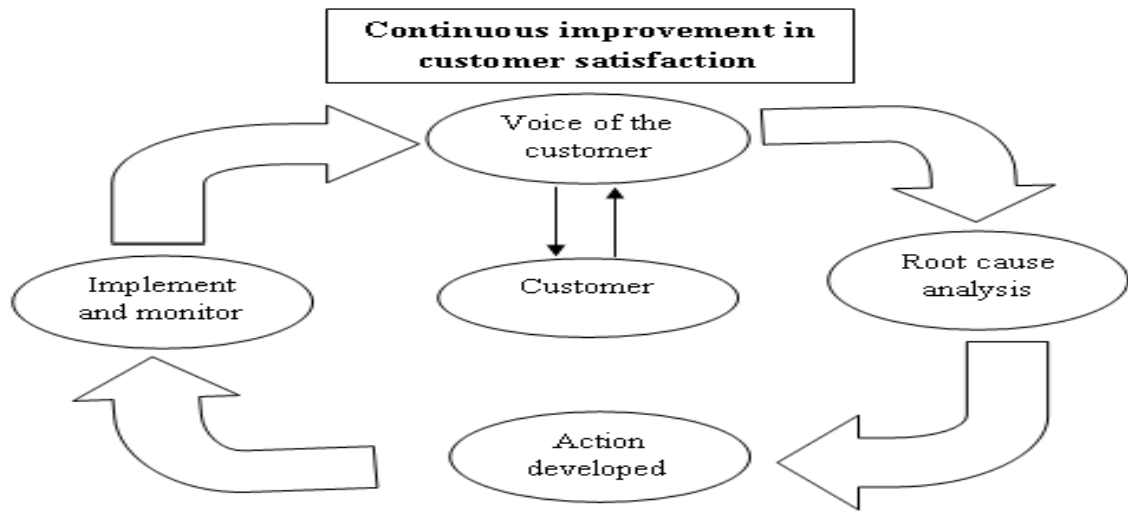 Continuous improvement in
customer satisfaction
Voice of the
customer
Root cause
analysis
Customer
Implement
and monitor
Action
developed